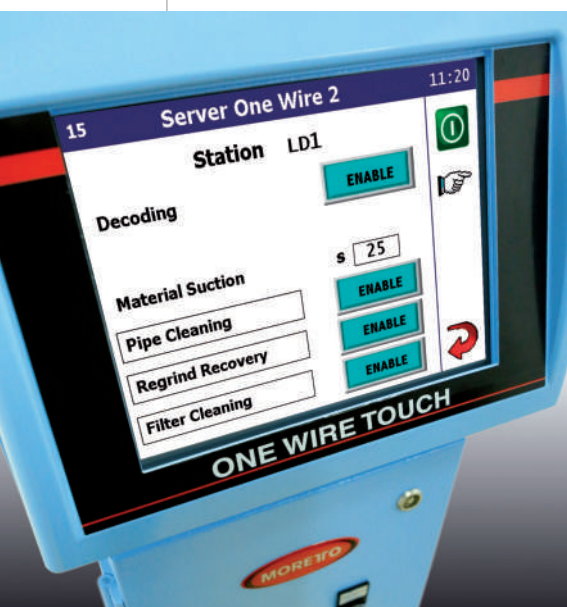 15 Server One Wire 2 11:20
Station LD1
Decoding ENABLE
Material Suction s 25
Pipe Cleaning ENABLE
Regrind Recovery ENABLE
Filter Cleaning ENABLE
ONE WIRE TOUCH
MORETTO